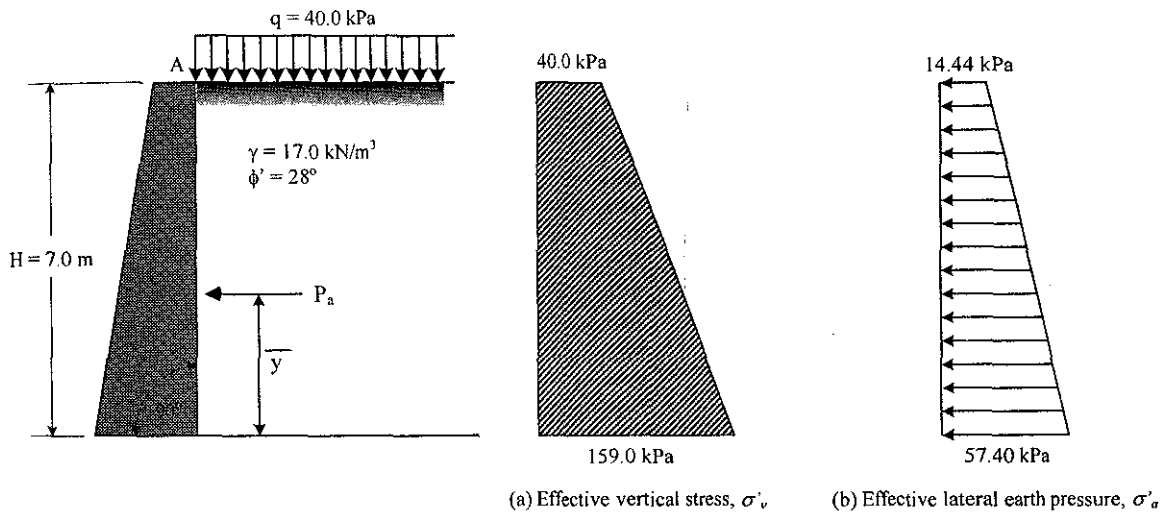 q = 40.0 kPa
A
γ = 17.0 kN/m³
ϕ' = 28°
H = 7.0 m
Pₐ
y̅
40.0 kPa
159.0 kPa
(a) Effective vertical stress, σ'ᵥ
14.44 kPa
57.40 kPa
(b) Effective lateral earth pressure, σ'ₐ